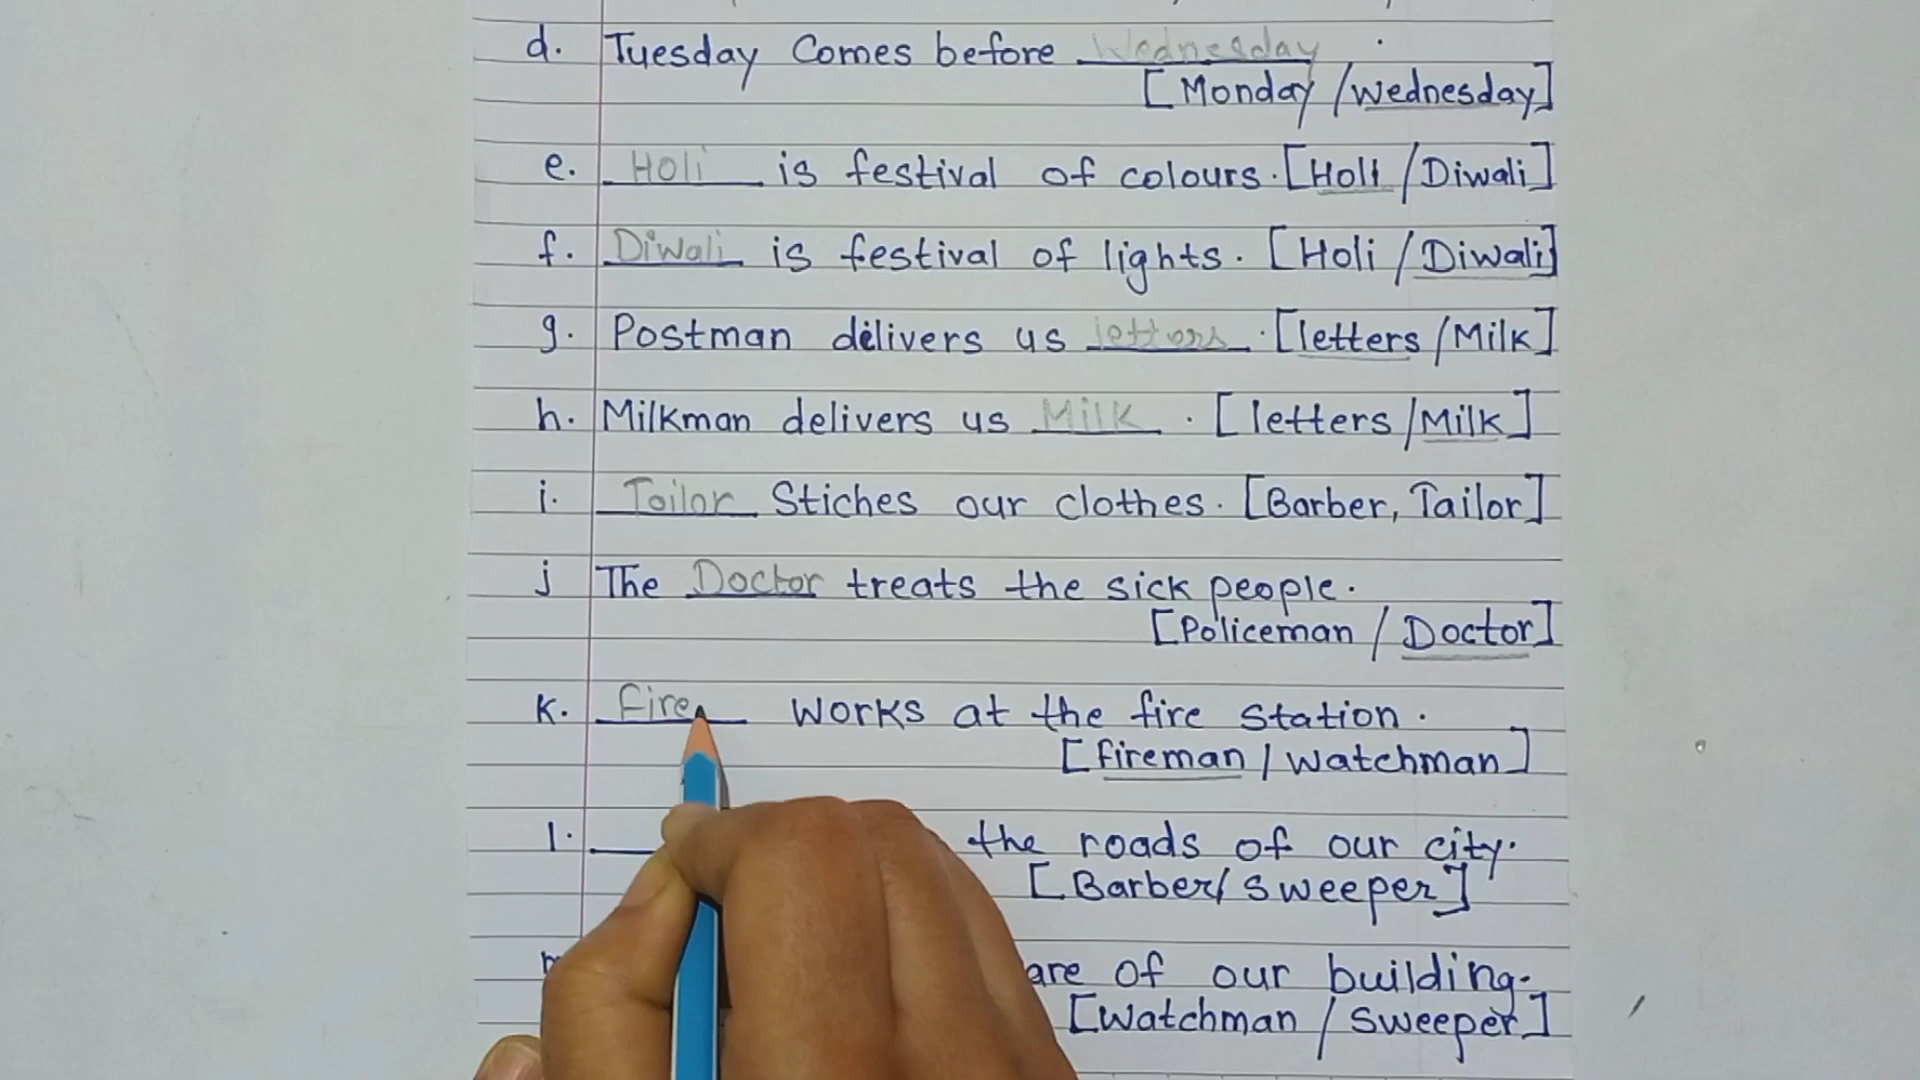 d. Tuesday Comes before Wednesday .
[Monday / Wednesday]
e. Holi is festival of colours. [Holi / Diwali]
f. Diwali is festival of lights. [Holi / Diwali]
g. Postman delivers us letters . [letters / Milk]
h. Milkman delivers us Milk . [letters / Milk]
i. Tailor Stiches our clothes. [Barber, Tailor]
j The Doctor treats the sick people.
[Policeman / Doctor]
k. Fire works at the fire station .
[fireman / watchman]
l. the roads of our city.
[Barber / Sweeper]
of our building.
[Watchman / Sweeper]